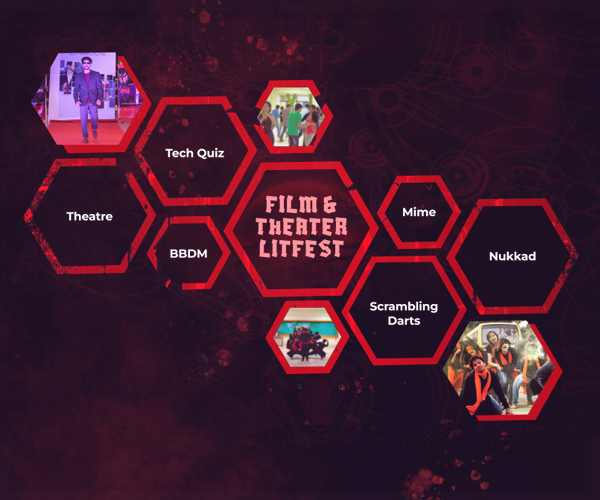 Tech Quiz
FILM &
THEATER
LITFEST
Theatre
Mime
BBDM
Nukkad
Scrambling
Darts